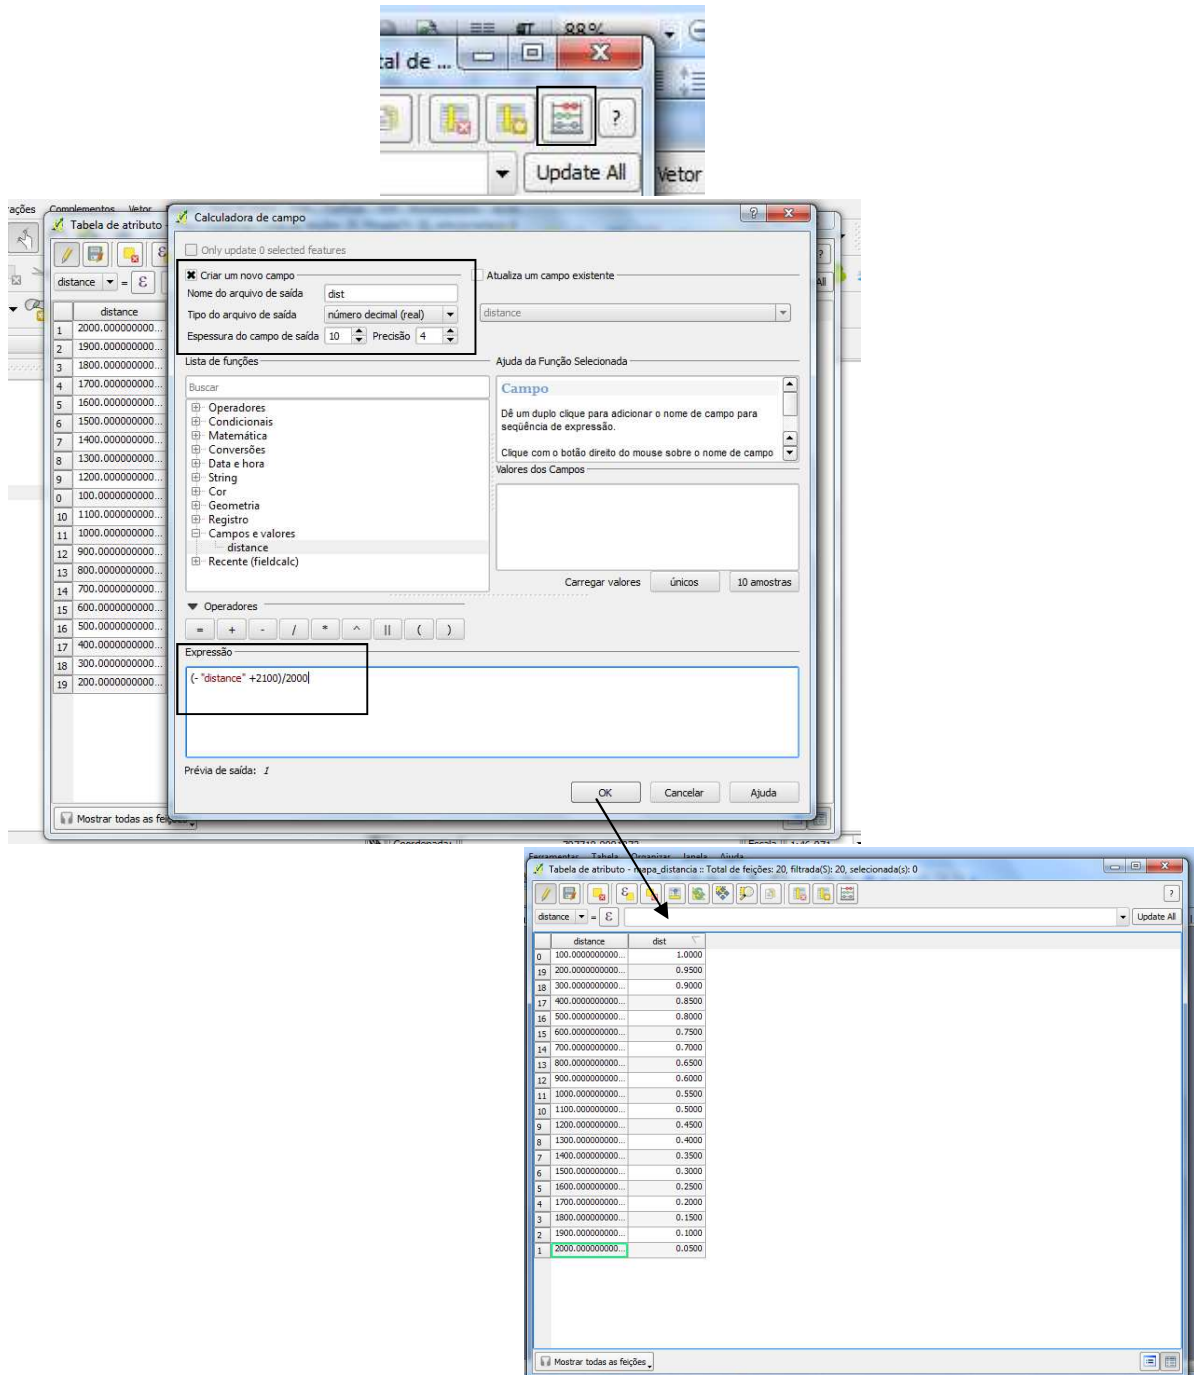 88%
tal de ...
?
Update All
Vetor
rações Complementos Vetor
Tabela de atributo -
Calculadora de campo
?
Only update 0 selected features
Criar um novo campo
Atualiza um campo existente
Nome do arquivo de saída dist
Tipo do arquivo de saída número decimal (real)
distance
Espessura do campo de saída 10 Precisão 4
distance = ε
All
distance
1 2000.000000000...
2 1900.000000000...
3 1800.000000000...
4 1700.000000000...
5 1600.000000000...
6 1500.000000000...
7 1400.000000000...
8 1300.000000000...
9 1200.000000000...
0 100.0000000000...
10 1100.000000000...
11 1000.000000000...
12 900.0000000000...
13 800.0000000000...
14 700.0000000000...
15 600.0000000000...
16 500.0000000000...
17 400.0000000000...
18 300.0000000000...
19 200.0000000000...
Lista de funções
Buscar
Operadores
Condicionais
Matemática
Conversões
Data e hora
String
Cor
Geometria
Registro
Campos e valores
distance
Recente (fieldcalc)
Ajuda da Função Selecionada
Campo
Dê um duplo clique para adicionar o nome de campo para
seqüência de expressão.
Clique com o botão direito do mouse sobre o nome de campo
Valores dos Campos
Carregar valores únicos 10 amostras
Operadores
= + - / * ^ || ( )
Expressão
(- "distance" +2100)/2000
Prévia de saída: 1
OK Cancelar Ajuda
Mostrar todas as feiç
Ferramentas Tabela Organizar Janela Ajuda
Tabela de atributo - mapa_distancia :: Total de feições: 20, filtrada(S): 20, selecionada(s): 0
?
distance = ε
Update All
distance dist
0 100.0000000000... 1.0000
19 200.0000000000... 0.9500
18 300.0000000000... 0.9000
17 400.0000000000... 0.8500
16 500.0000000000... 0.8000
15 600.0000000000... 0.7500
14 700.0000000000... 0.7000
13 800.0000000000... 0.6500
12 900.0000000000... 0.6000
11 1000.000000000... 0.5500
10 1100.000000000... 0.5000
9 1200.000000000... 0.4500
8 1300.000000000... 0.4000
7 1400.000000000... 0.3500
6 1500.000000000... 0.3000
5 1600.000000000... 0.2500
4 1700.000000000... 0.2000
3 1800.000000000... 0.1500
2 1900.000000000... 0.1000
1 2000.000000000... 0.0500
Mostrar todas as feições